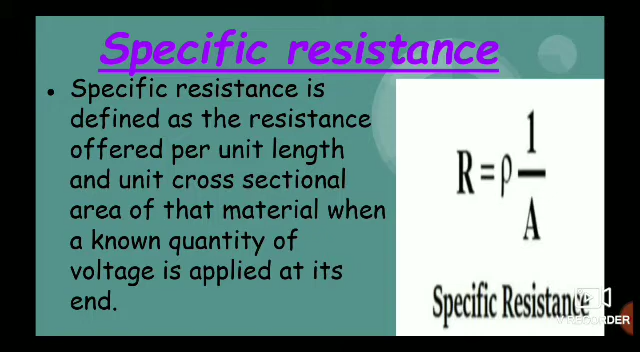 Specific resistance
• Specific resistance is
defined as the resistance
offered per unit length
and unit cross sectional
area of that material when
a known quantity of
voltage is applied at its
end.
R = ρ 1/A
Specific Resistance
V RECORDER